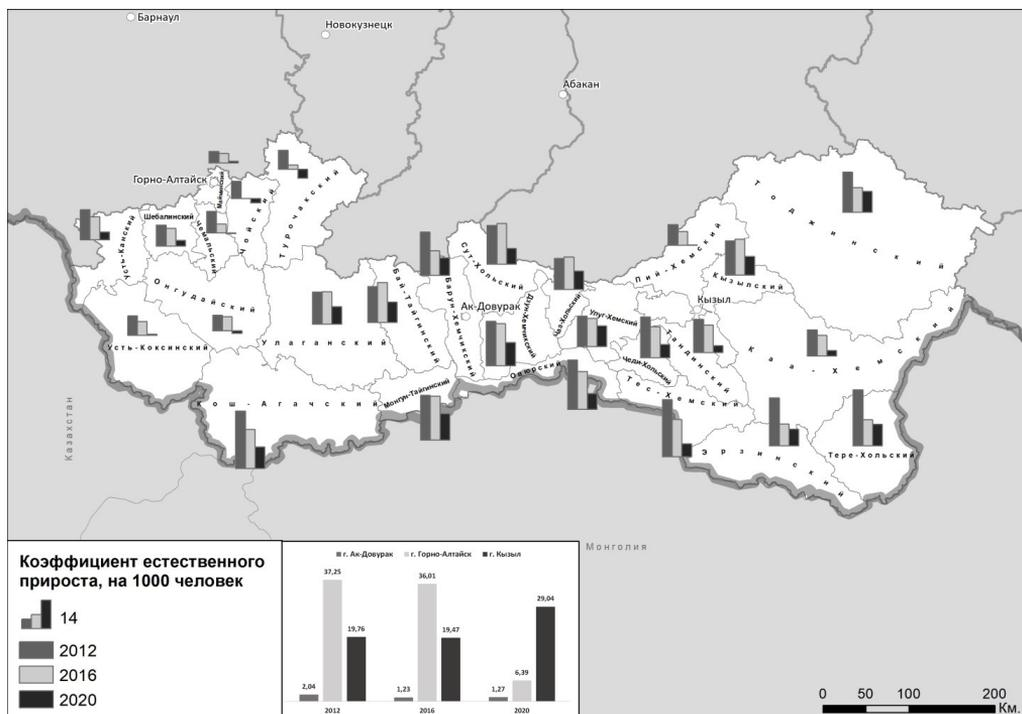 Барнаул
Новокузнецк
Абакан
Горно-Алтайск
Майминский
Турочакский
Чойский
Шебалинский
Чемальский
Усть-Канский
Онгудайский
Усть-Коксинский
Улаганский
Кош-Агачский
Бай-Тайгинский
Барун-Хемчикский
Монгун-Тайгинский
Сут-Хольский
Ак-Довурак
Дзун-Хемчикский
Овюрский
Чаа-Хольский
Улуг-Хемский
Чеди-Хольский
Тес-Хемский
Тандинский
Пий-Хемский
Кызылский
Кызыл
Тоджинский
Каа-Хемский
Эрзинский
Тере-Хольский
Казахстан
Монголия
Коэффициент естественного
прироста, на 1000 человек
14
2012
2016
2020
г. Ак-Довурак г. Горно-Алтайск г. Кызыл
37,25
36,01
29,04
19,76
19,47
6,39
2,04
1,23
1,27
2012 2016 2020
0 50 100 200
Км.